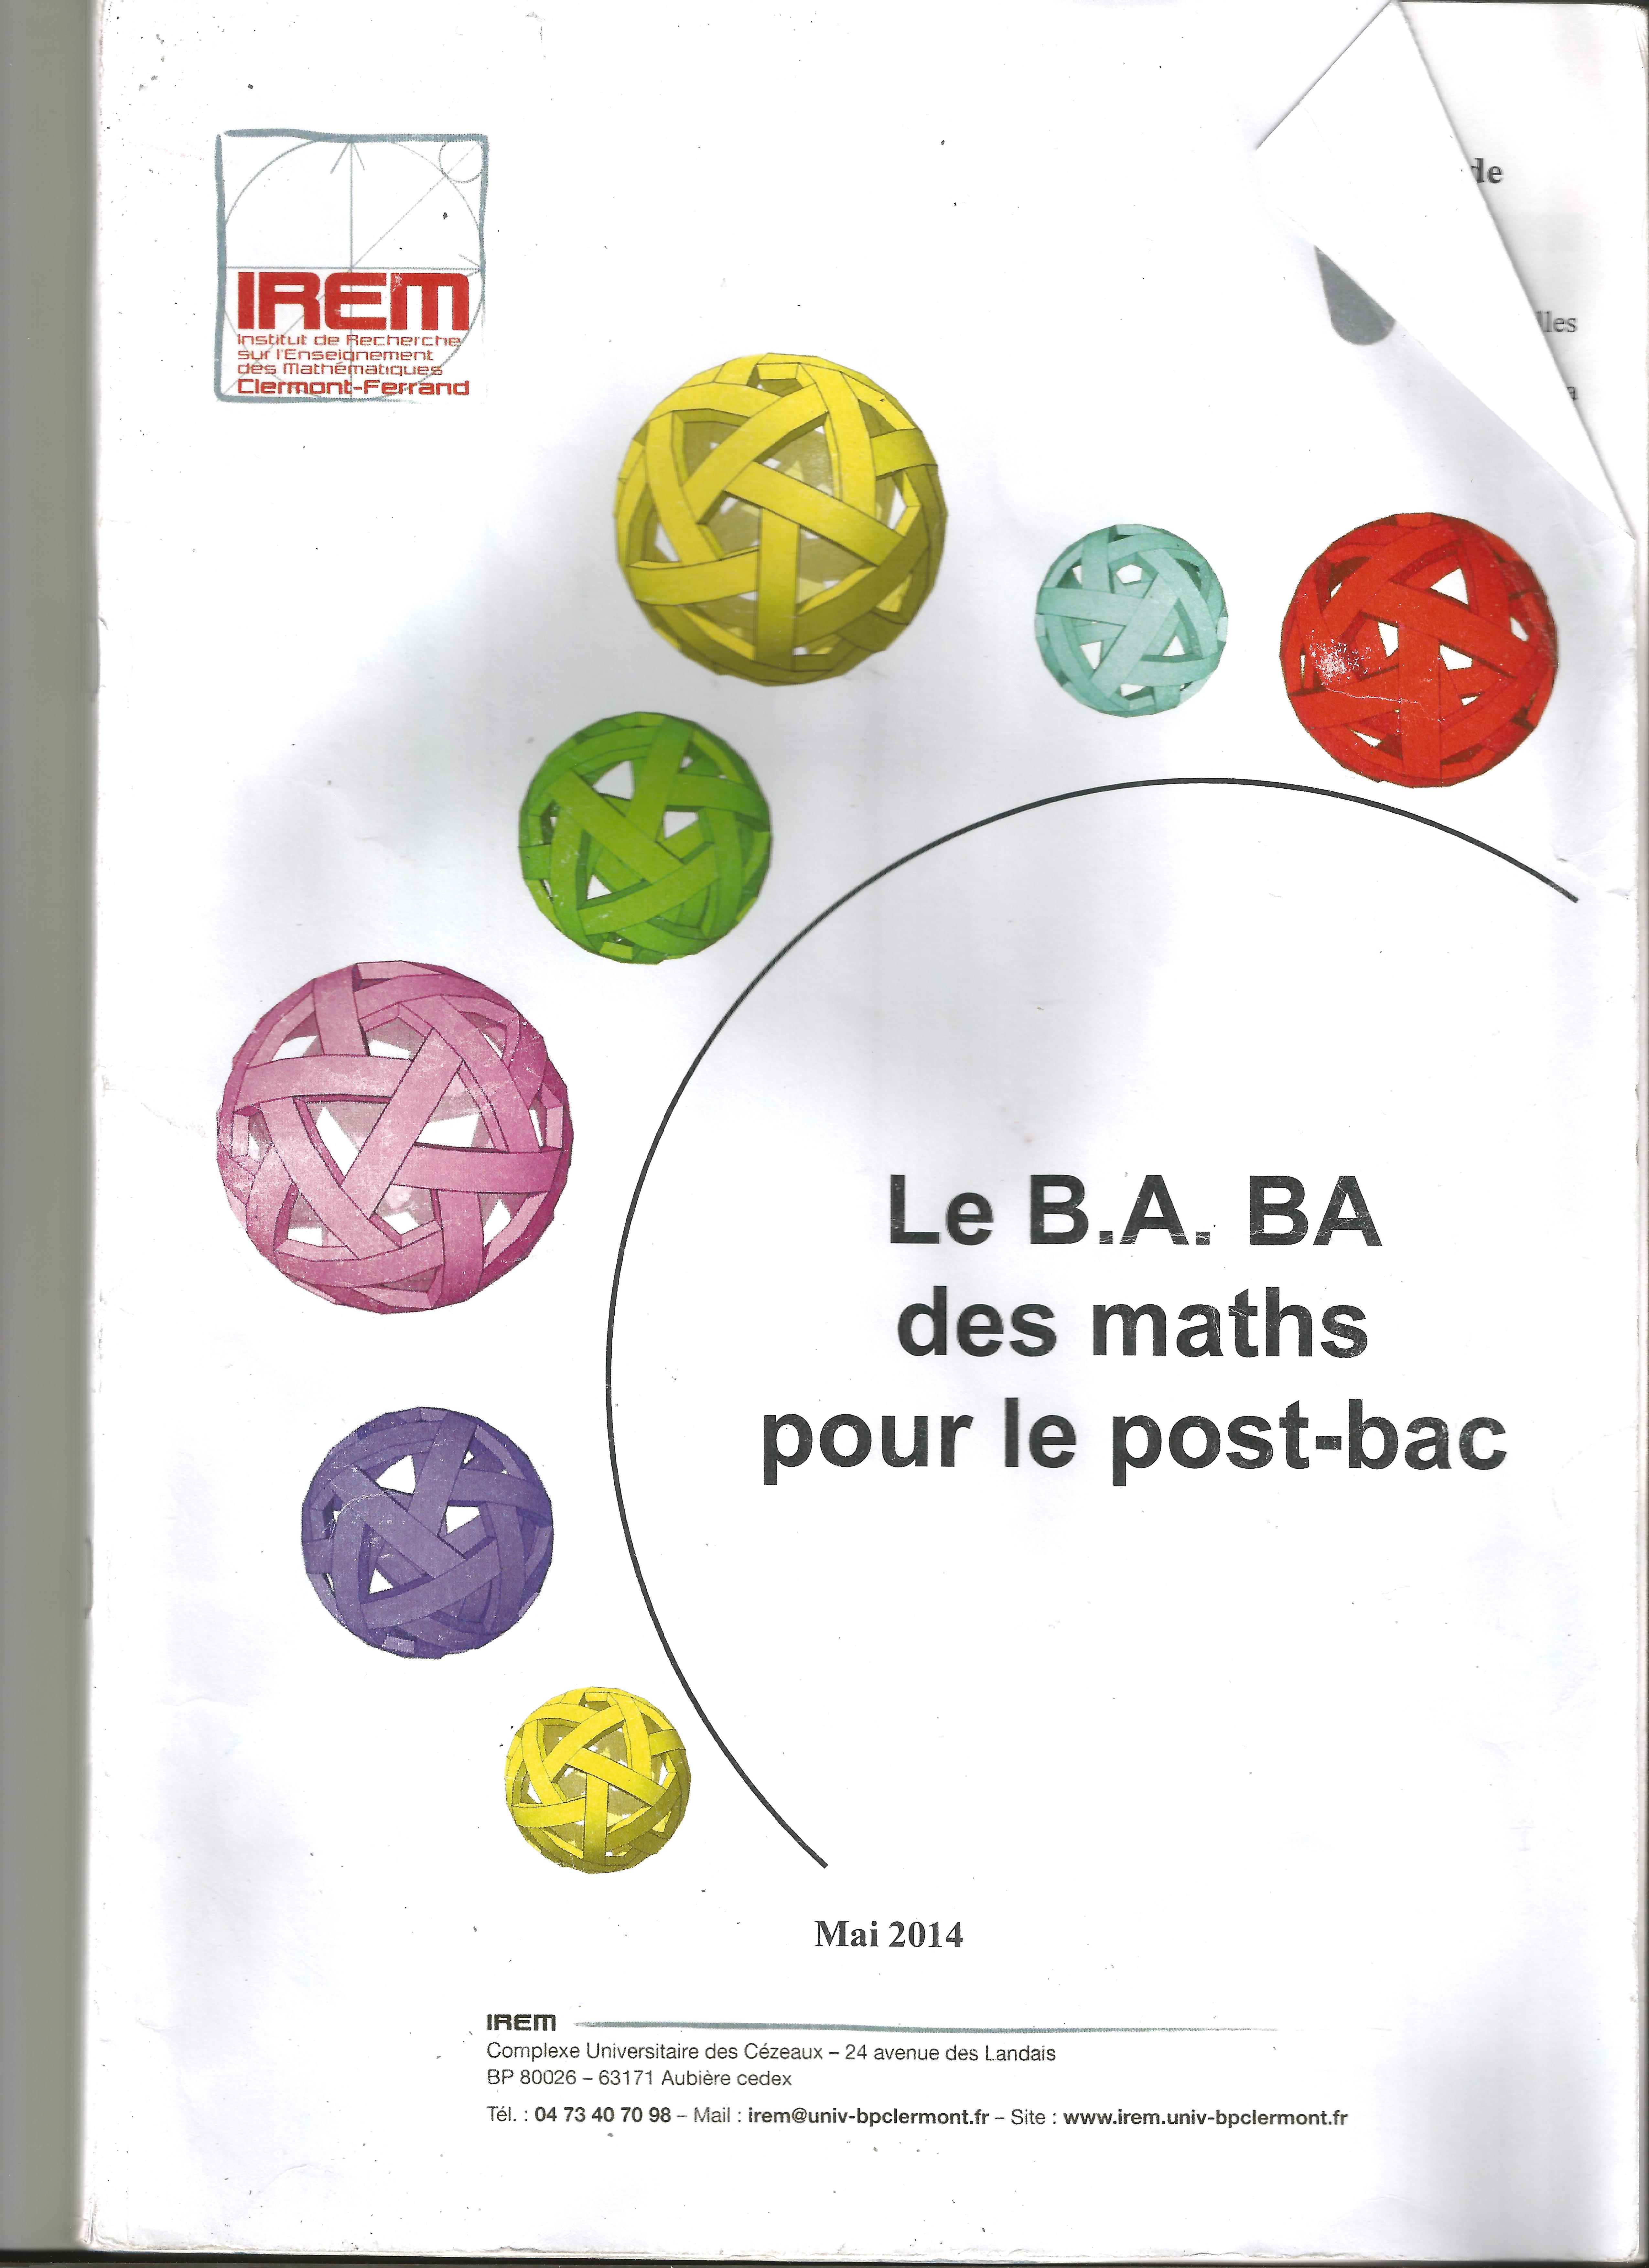 IREM
Institut de Recherche
sur l'Enseignement
des Mathématiques
Clermont-Ferrand
de
lles
a
Le B.A. BA
des maths
pour le post-bac
Mai 2014
IREM
Complexe Universitaire des Cézeaux – 24 avenue des Landais
BP 80026 – 63171 Aubière cedex
Tél. : 04 73 40 70 98 – Mail : irem@univ-bpclermont.fr – Site : www.irem.univ-bpclermont.fr